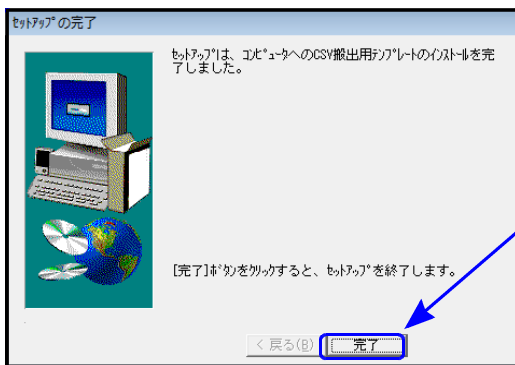 ｾｯﾄｱｯﾌﾟの完了
ｾｯﾄｱｯﾌﾟは、ｺﾝﾋﾟｭｰﾀへのCSV搬出用ﾃﾝﾌﾟﾚｰﾄのｲﾝｽﾄｰﾙを完
了しました。
[完了]ﾎﾞﾀﾝをｸﾘｯｸすると、ｾｯﾄｱｯﾌﾟを終了します。
< 戻る(B)
完了